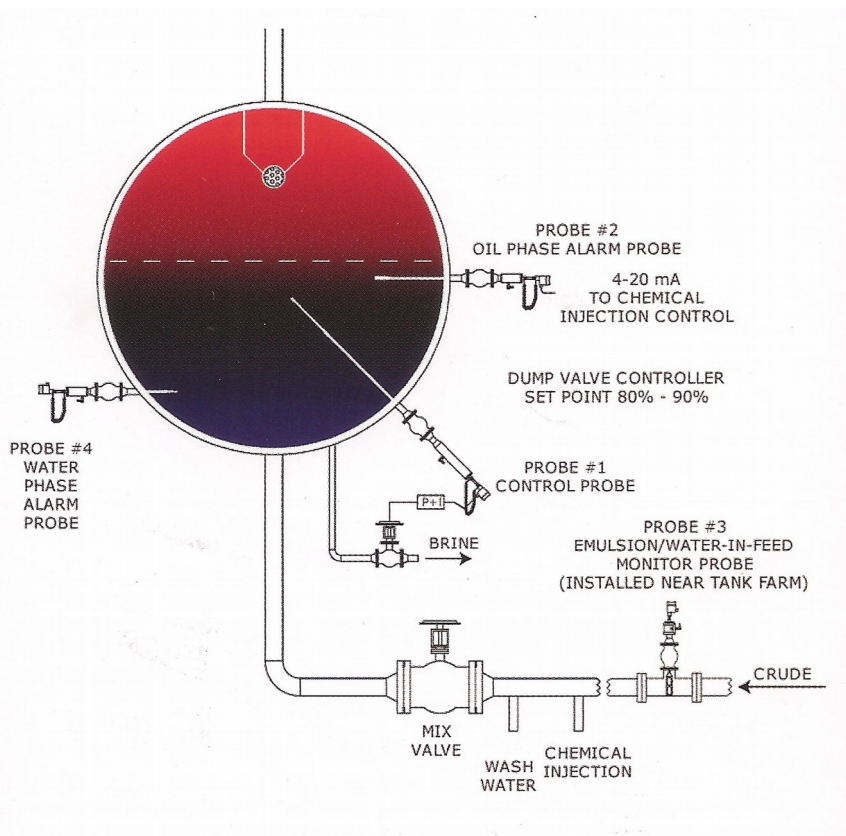 PROBE #2
OIL PHASE ALARM PROBE
4-20 mA
TO CHEMICAL
INJECTION CONTROL
DUMP VALVE CONTROLLER
SET POINT 80% - 90%
PROBE #4
WATER
PHASE
ALARM
PROBE
PROBE #1
CONTROL PROBE
P+I
BRINE
PROBE #3
EMULSION/WATER-IN-FEED
MONITOR PROBE
(INSTALLED NEAR TANK FARM)
CRUDE
MIX
VALVE
WASH
WATER
CHEMICAL
INJECTION